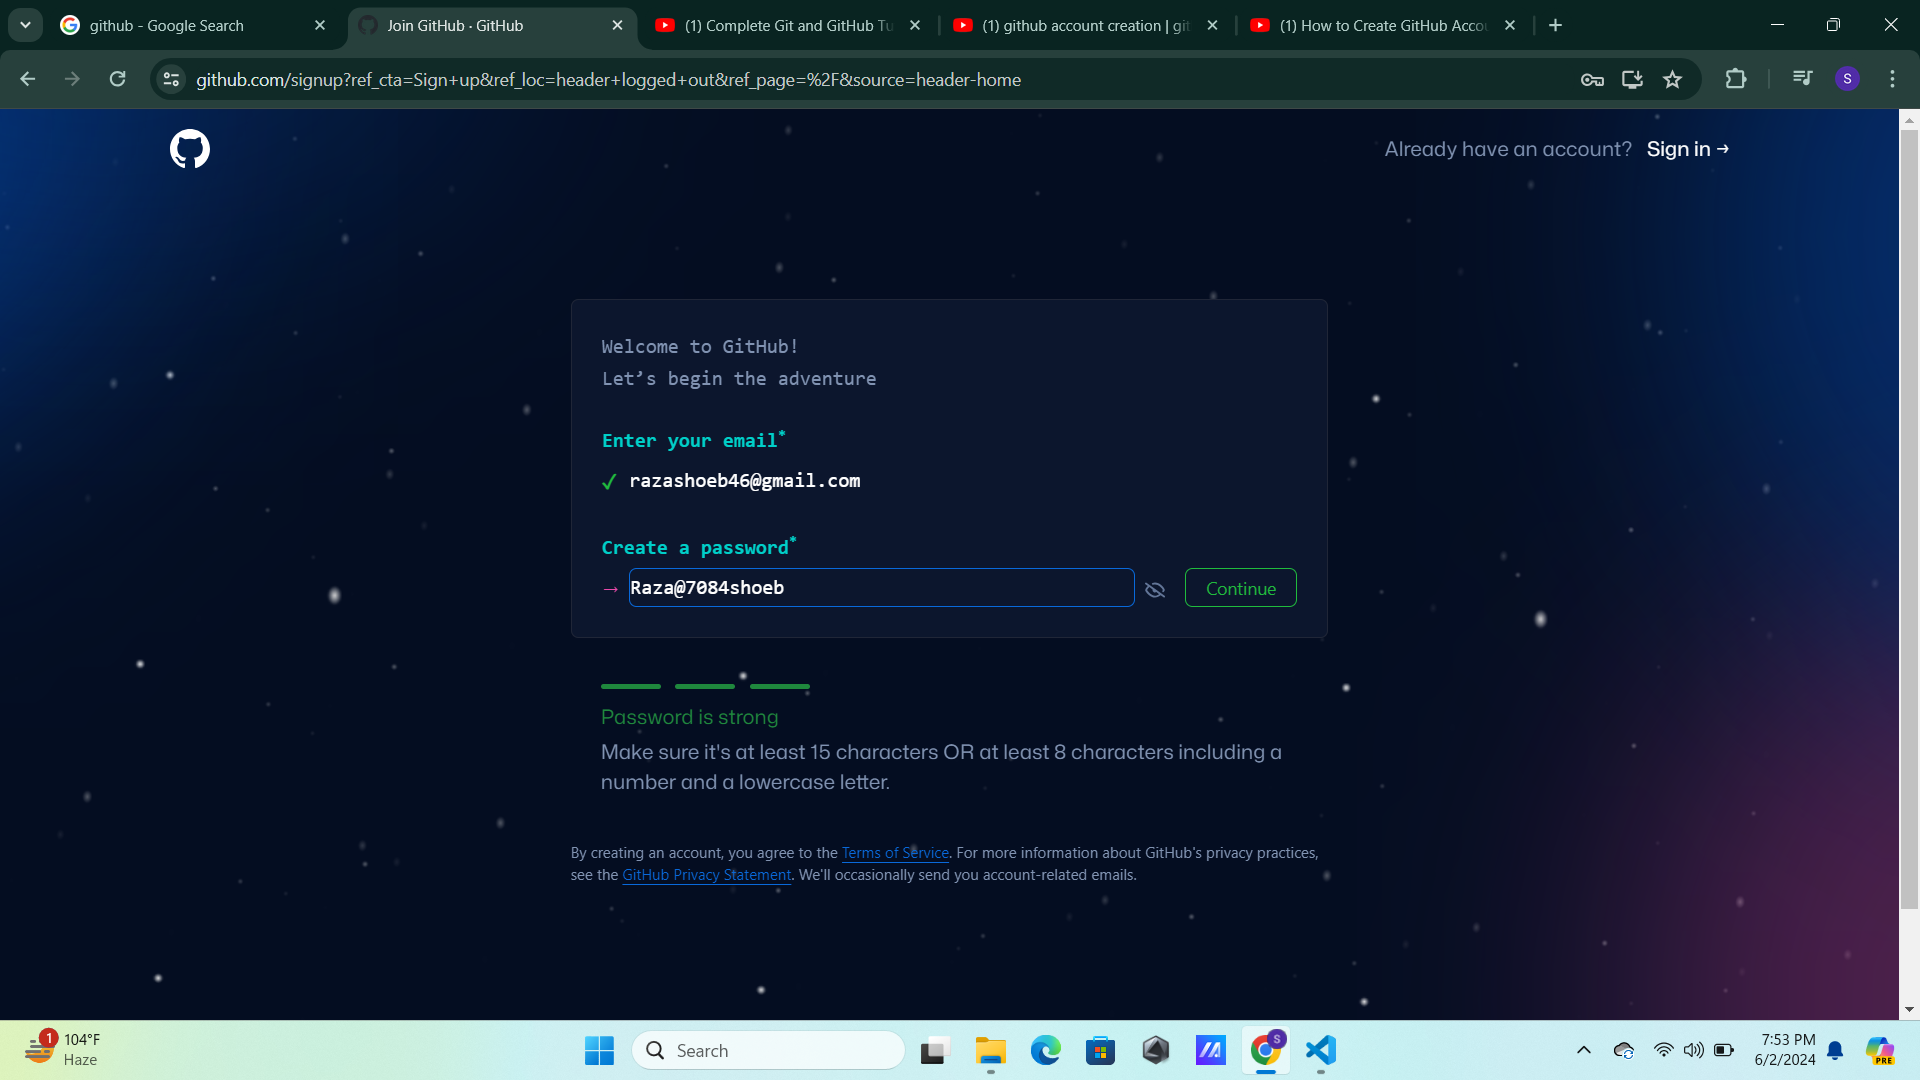 github - Google Search
Join GitHub · GitHub
(1) Complete Git and GitHub Tu
(1) github account creation | git
(1) How to Create GitHub Accou
github.com/signup?ref_cta=Sign+up&ref_loc=header+logged+out&ref_page=%2F&source=header-home
S
Already have an account? Sign in →
Welcome to GitHub!
Let’s begin the adventure
Enter your email*
✓ razashoeb46@gmail.com
Create a password*
→ Raza@7084shoeb
Continue
Password is strong
Make sure it's at least 15 characters OR at least 8 characters including a
number and a lowercase letter.
By creating an account, you agree to the Terms of Service. For more information about GitHub's privacy practices,
see the GitHub Privacy Statement. We'll occasionally send you account-related emails.
1
104°F
Haze
Search
S
7:53 PM
6/2/2024
PRE